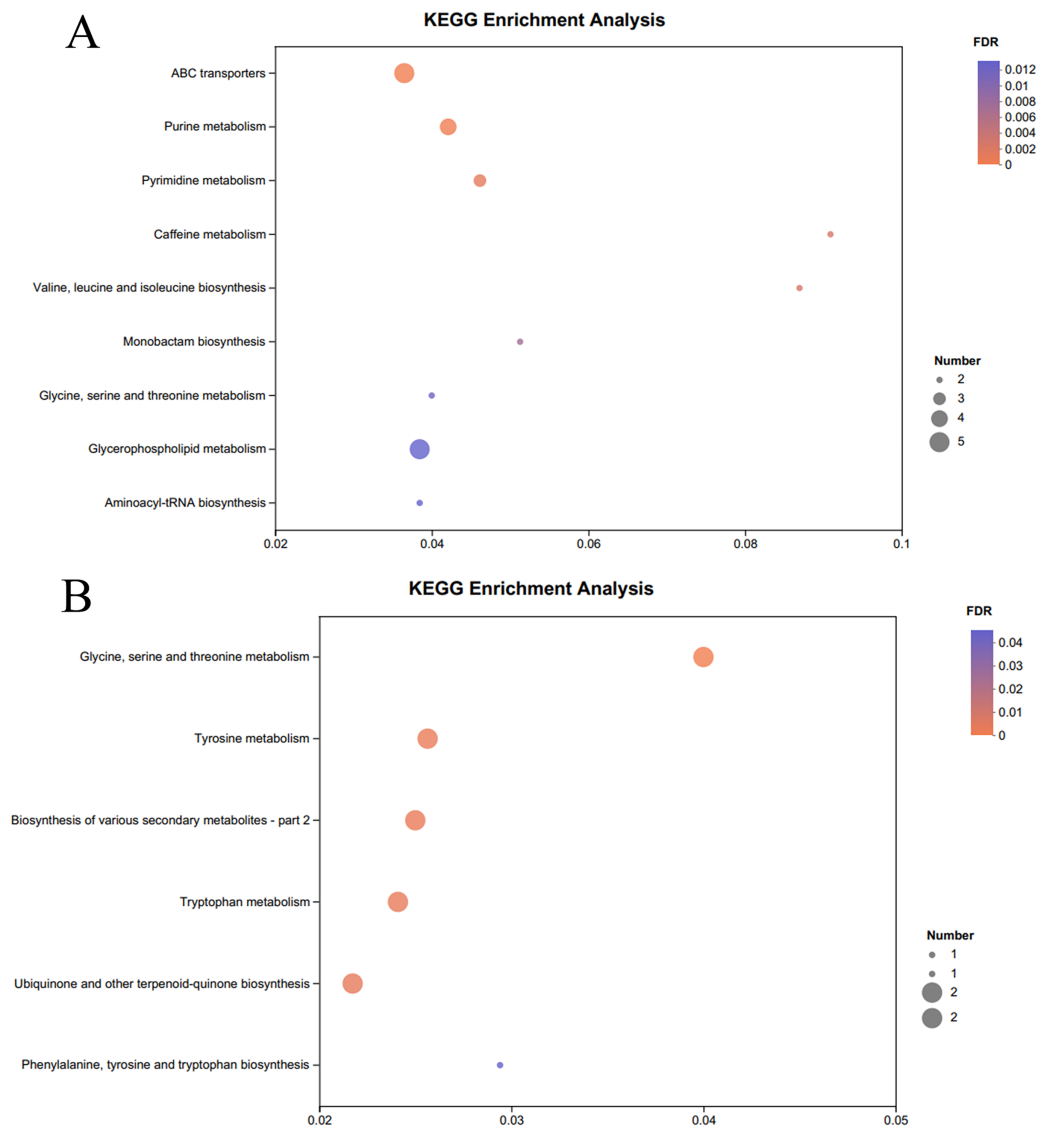 A
KEGG Enrichment Analysis
FDR
0.012
0.01
0.008
0.006
0.004
0.002
0
ABC transporters
Purine metabolism
Pyrimidine metabolism
Caffeine metabolism
Valine, leucine and isoleucine biosynthesis
Monobactam biosynthesis
Glycine, serine and threonine metabolism
Glycerophospholipid metabolism
Aminoacyl-tRNA biosynthesis
Number
2
3
4
5
0.02 0.04 0.06 0.08 0.1
B
KEGG Enrichment Analysis
FDR
0.04
0.03
0.02
0.01
0
Glycine, serine and threonine metabolism
Tyrosine metabolism
Biosynthesis of various secondary metabolites - part 2
Tryptophan metabolism
Ubiquinone and other terpenoid-quinone biosynthesis
Phenylalanine, tyrosine and tryptophan biosynthesis
Number
1
1
2
2
0.02 0.03 0.04 0.05